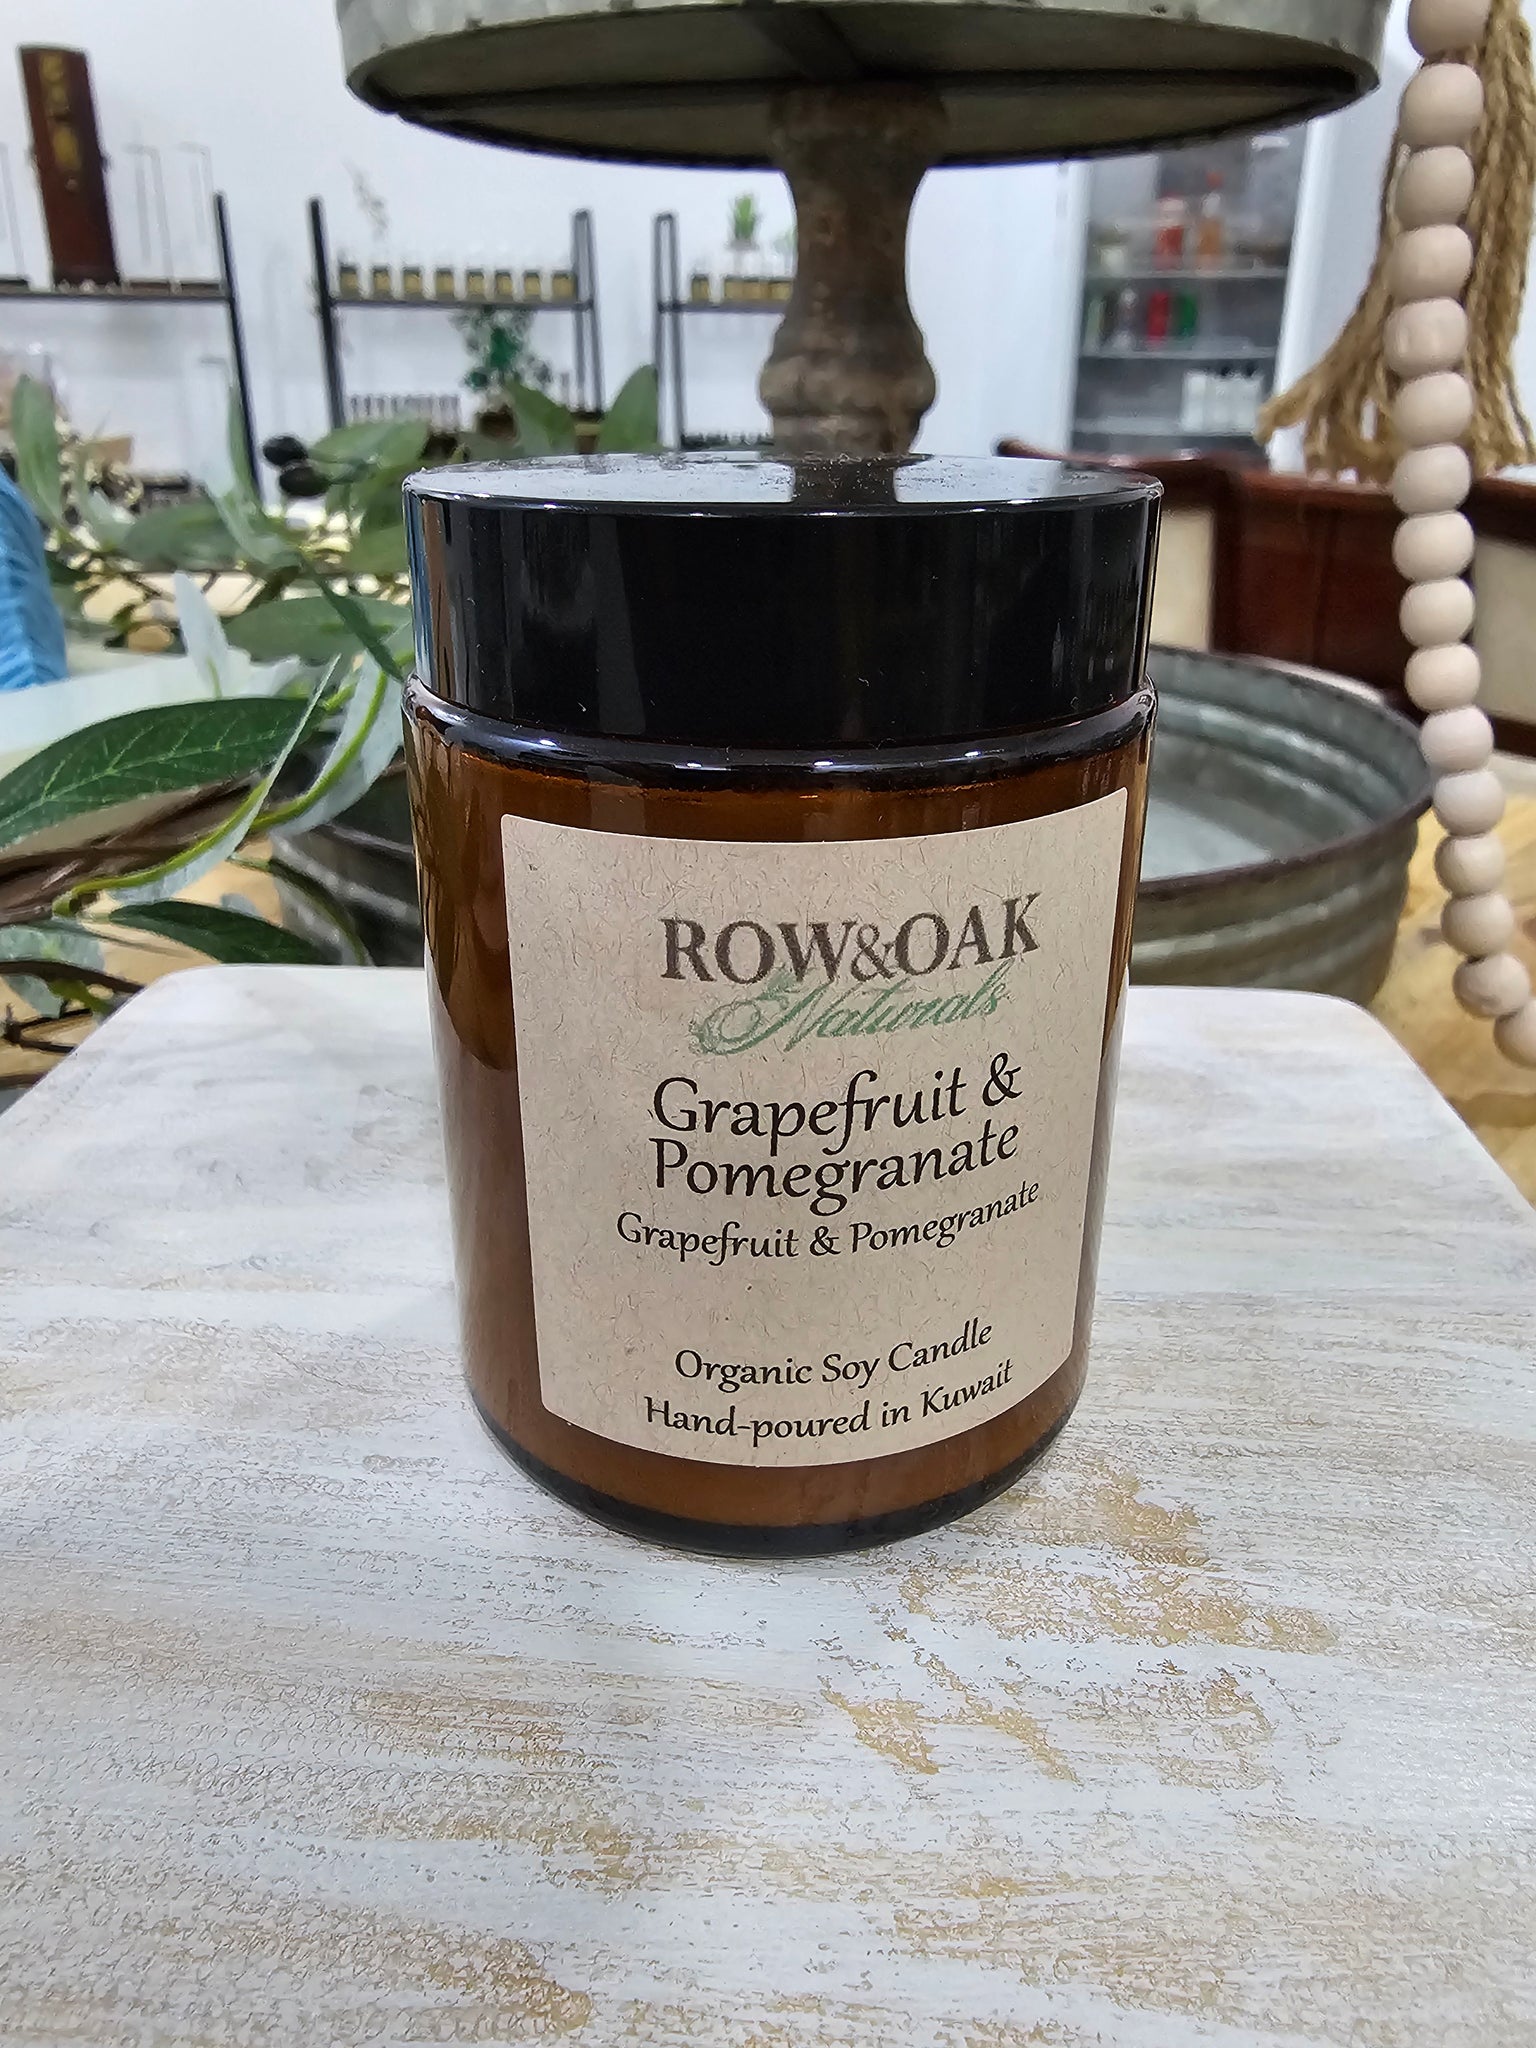 ROW&OAK
Naturals
Grapefruit &
Pomegranate
Grapefruit & Pomegranate
Organic Soy Candle
Hand-poured in Kuwait